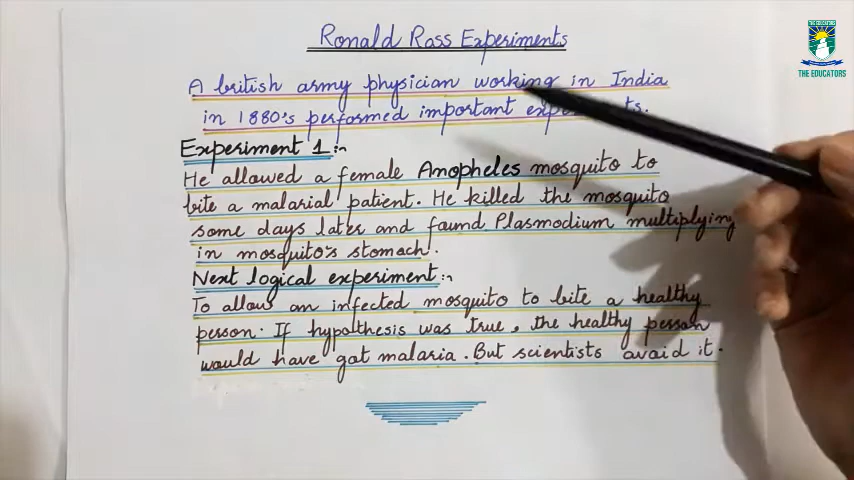 Ronald Ross Experiments
THE EDUCATORS
A british army physician working in India
in 1880's performed important experiments.
Experiment 1:-
He allowed a female Anopheles mosquito to
bite a malarial patient. He killed the mosquito
some days later and found Plasmodium multiplying
in mosquito's stomach.
Next logical experiment:-
To allow an infected mosquito to bite a healthy
person. If hypothesis was true, the healthy person
would have got malaria. But scientists avoid it.